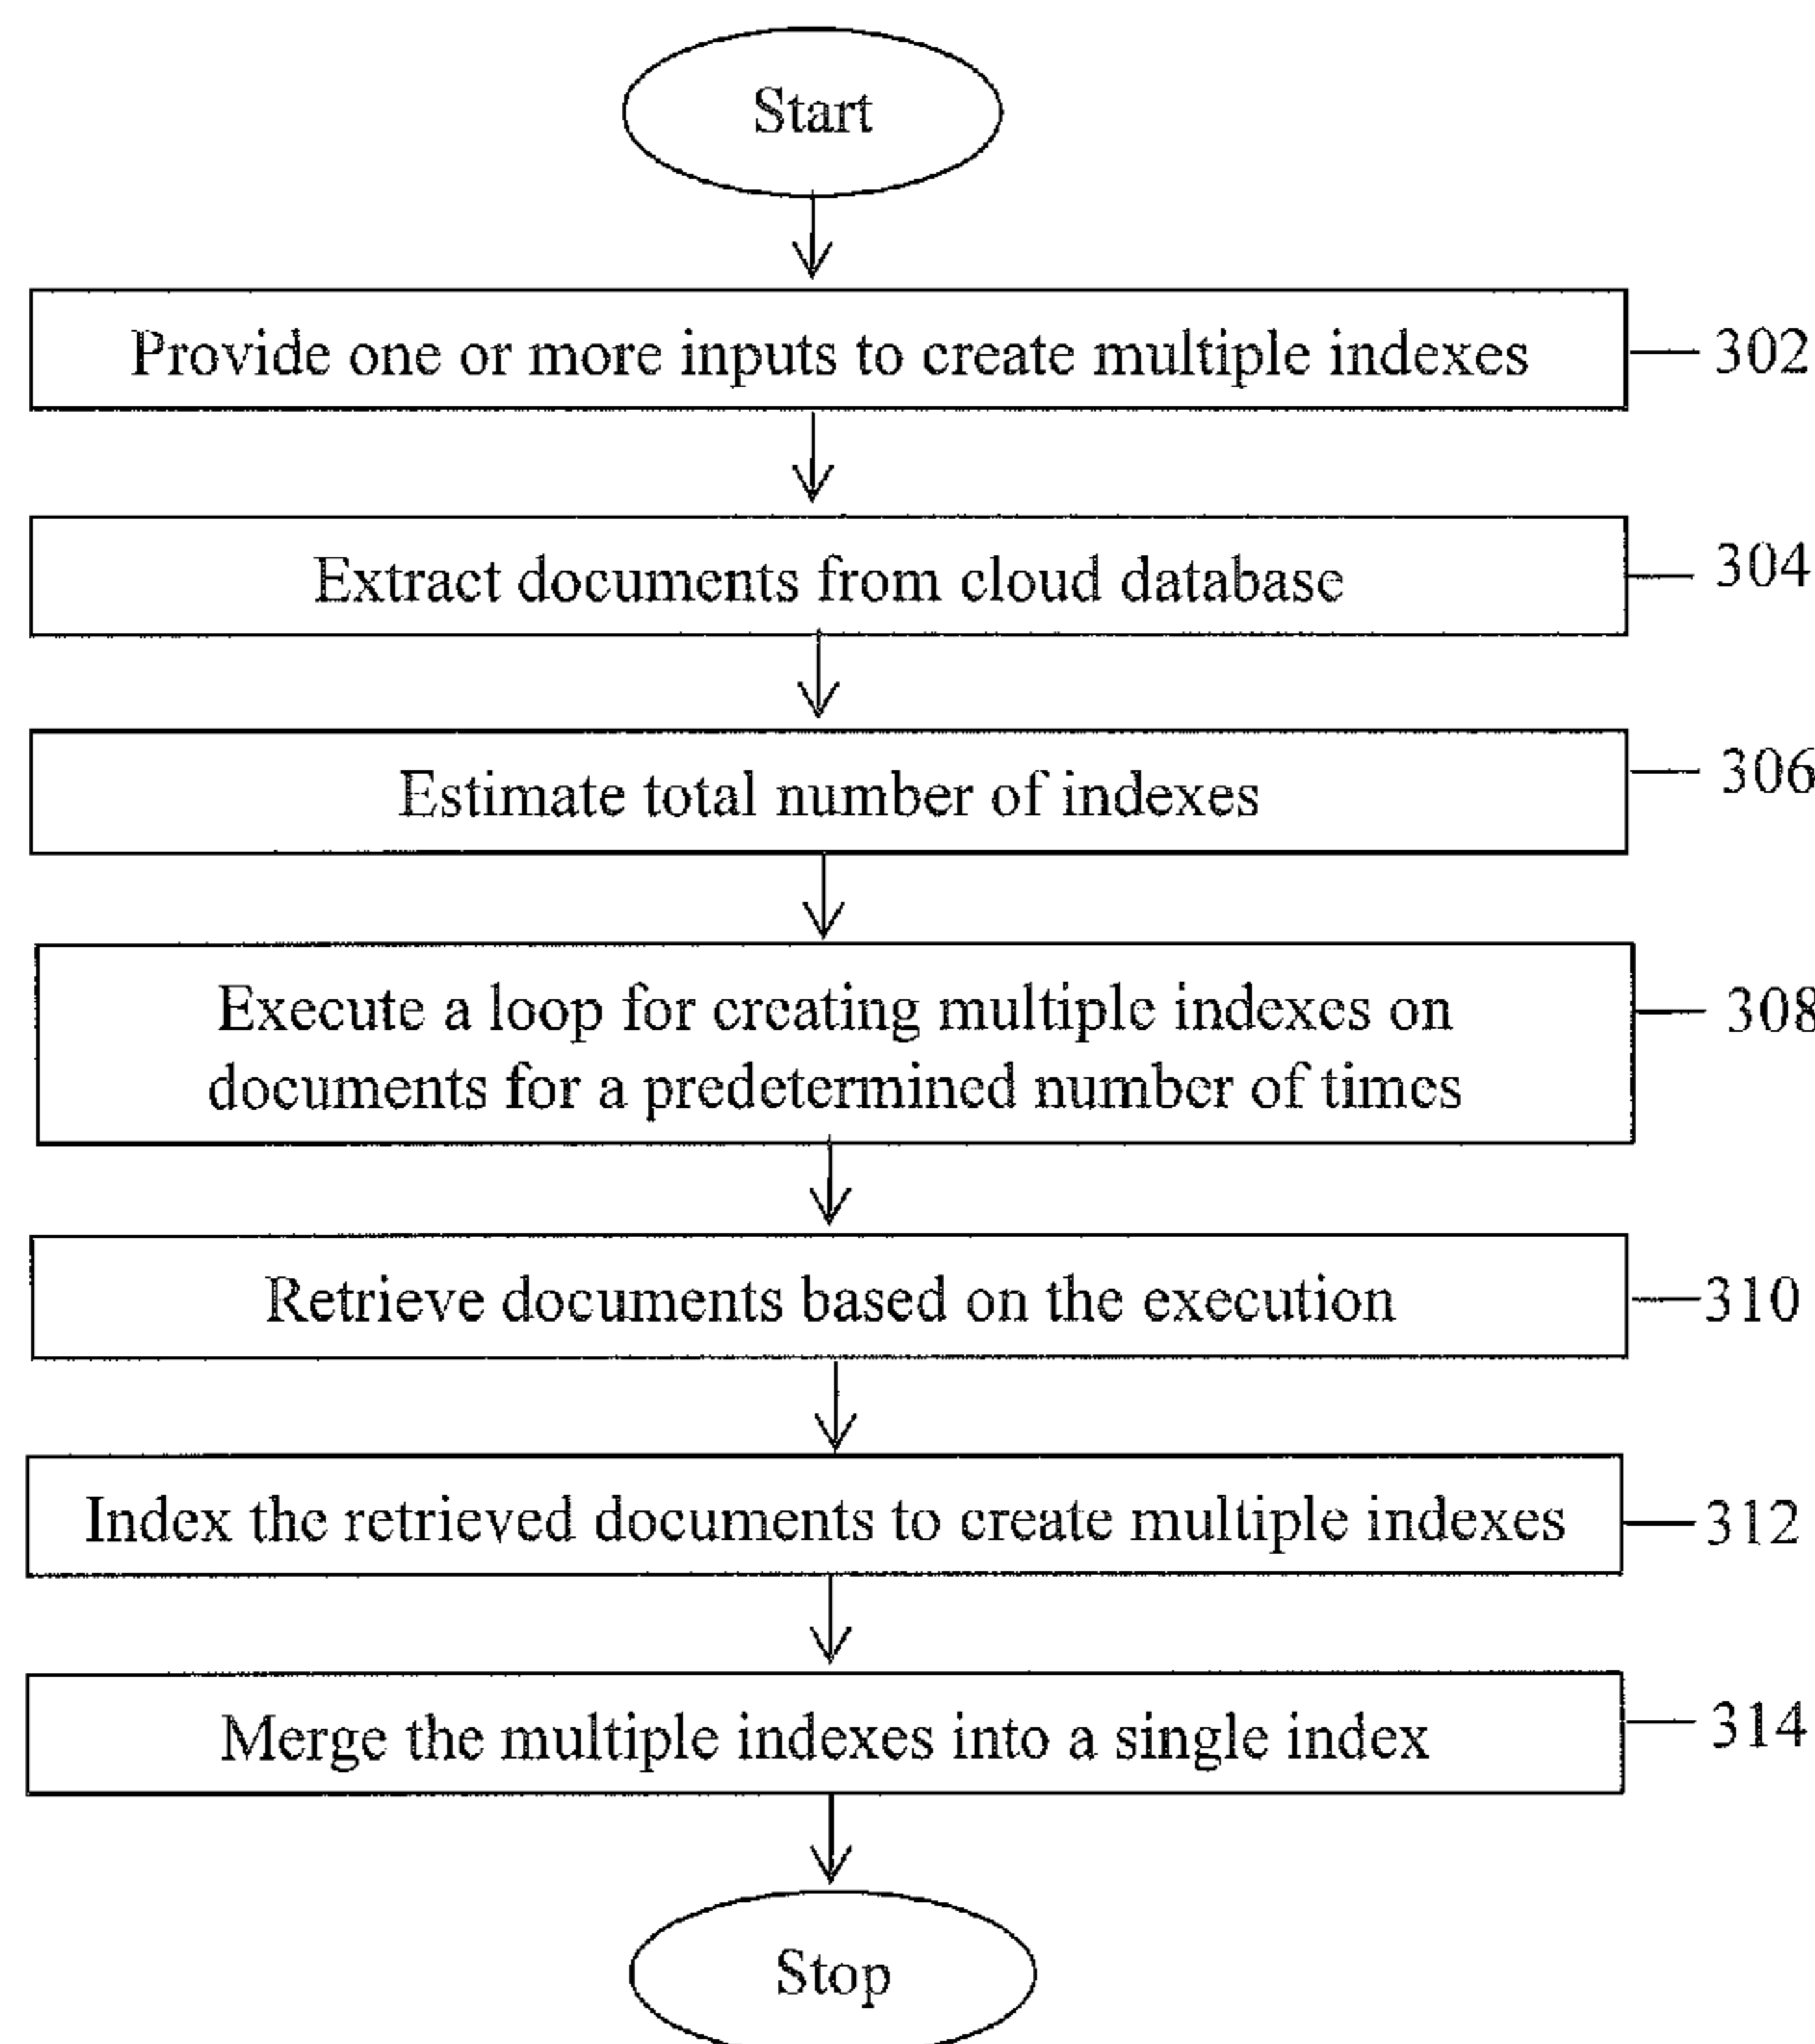 Start
Provide one or more inputs to create multiple indexes
302
Extract documents from cloud database
304
Estimate total number of indexes
306
Execute a loop for creating multiple indexes on
documents for a predetermined number of times
308
Retrieve documents based on the execution
310
Index the retrieved documents to create multiple indexes
312
Merge the multiple indexes into a single index
314
Stop